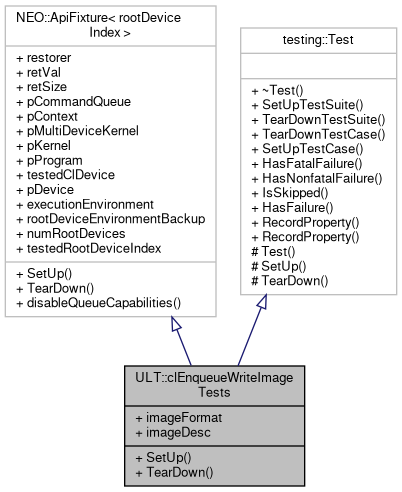 NEO::ApiFixture< rootDevice
Index >
+ restorer
+ retVal
+ retSize
+ pCommandQueue
+ pContext
+ pMultiDeviceKernel
+ pKernel
+ pProgram
+ testedClDevice
+ pDevice
+ executionEnvironment
+ rootDeviceEnvironmentBackup
+ numRootDevices
+ testedRootDeviceIndex
+ SetUp()
+ TearDown()
+ disableQueueCapabilities()
testing::Test
+ ~Test()
+ SetUpTestSuite()
+ TearDownTestSuite()
+ TearDownTestCase()
+ SetUpTestCase()
+ HasFatalFailure()
+ HasNonfatalFailure()
+ IsSkipped()
+ HasFailure()
+ RecordProperty()
+ RecordProperty()
# Test()
# SetUp()
# TearDown()
ULT::clEnqueueWriteImage
Tests
+ imageFormat
+ imageDesc
+ SetUp()
+ TearDown()